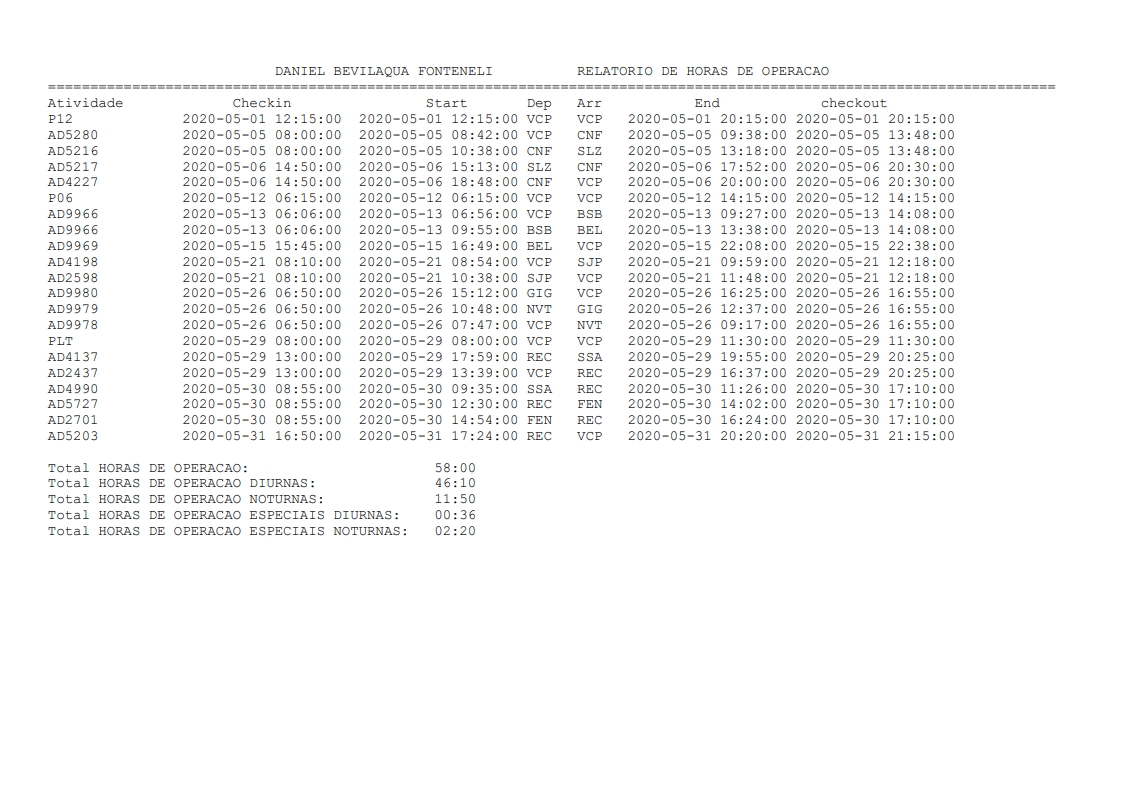 DANIEL BEVILAQUA FONTENELI          RELATORIO DE HORAS DE OPERACAO
========================================================================================================================
Atividade             Checkin                Start       Dep   Arr           End            checkout
P12             2020-05-01 12:15:00  2020-05-01 12:15:00 VCP   VCP   2020-05-01 20:15:00 2020-05-01 20:15:00
AD5280          2020-05-05 08:00:00  2020-05-05 08:42:00 VCP   CNF   2020-05-05 09:38:00 2020-05-05 13:48:00
AD5216          2020-05-05 08:00:00  2020-05-05 10:38:00 CNF   SLZ   2020-05-05 13:18:00 2020-05-05 13:48:00
AD5217          2020-05-06 14:50:00  2020-05-06 15:13:00 SLZ   CNF   2020-05-06 17:52:00 2020-05-06 20:30:00
AD4227          2020-05-06 14:50:00  2020-05-06 18:48:00 CNF   VCP   2020-05-06 20:00:00 2020-05-06 20:30:00
P06             2020-05-12 06:15:00  2020-05-12 06:15:00 VCP   VCP   2020-05-12 14:15:00 2020-05-12 14:15:00
AD9966          2020-05-13 06:06:00  2020-05-13 06:56:00 VCP   BSB   2020-05-13 09:27:00 2020-05-13 14:08:00
AD9966          2020-05-13 06:06:00  2020-05-13 09:55:00 BSB   BEL   2020-05-13 13:38:00 2020-05-13 14:08:00
AD9969          2020-05-15 15:45:00  2020-05-15 16:49:00 BEL   VCP   2020-05-15 22:08:00 2020-05-15 22:38:00
AD4198          2020-05-21 08:10:00  2020-05-21 08:54:00 VCP   SJP   2020-05-21 09:59:00 2020-05-21 12:18:00
AD2598          2020-05-21 08:10:00  2020-05-21 10:38:00 SJP   VCP   2020-05-21 11:48:00 2020-05-21 12:18:00
AD9980          2020-05-26 06:50:00  2020-05-26 15:12:00 GIG   VCP   2020-05-26 16:25:00 2020-05-26 16:55:00
AD9979          2020-05-26 06:50:00  2020-05-26 10:48:00 NVT   GIG   2020-05-26 12:37:00 2020-05-26 16:55:00
AD9978          2020-05-26 06:50:00  2020-05-26 07:47:00 VCP   NVT   2020-05-26 09:17:00 2020-05-26 16:55:00
PLT             2020-05-29 08:00:00  2020-05-29 08:00:00 VCP   VCP   2020-05-29 11:30:00 2020-05-29 11:30:00
AD4137          2020-05-29 13:00:00  2020-05-29 17:59:00 REC   SSA   2020-05-29 19:55:00 2020-05-29 20:25:00
AD2437          2020-05-29 13:00:00  2020-05-29 13:39:00 VCP   REC   2020-05-29 16:37:00 2020-05-29 20:25:00
AD4990          2020-05-30 08:55:00  2020-05-30 09:35:00 SSA   REC   2020-05-30 11:26:00 2020-05-30 17:10:00
AD5727          2020-05-30 08:55:00  2020-05-30 12:30:00 REC   FEN   2020-05-30 14:02:00 2020-05-30 17:10:00
AD2701          2020-05-30 08:55:00  2020-05-30 14:54:00 FEN   REC   2020-05-30 16:24:00 2020-05-30 17:10:00
AD5203          2020-05-31 16:50:00  2020-05-31 17:24:00 REC   VCP   2020-05-31 20:20:00 2020-05-31 21:15:00
Total HORAS DE OPERACAO:                      58:00
Total HORAS DE OPERACAO DIURNAS:              46:10
Total HORAS DE OPERACAO NOTURNAS:             11:50
Total HORAS DE OPERACAO ESPECIAIS DIURNAS:    00:36
Total HORAS DE OPERACAO ESPECIAIS NOTURNAS:   02:20